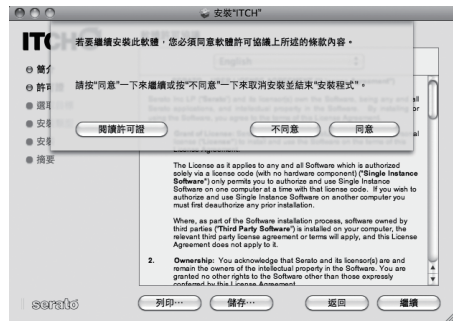 安裝"ITCH"
ITCH
若要繼續安裝此軟體，您必須同意軟體許可協議上所述的條款內容。
English
請按"同意"一下來繼續或按"不同意"一下來取消安裝並結束"安裝程式"。
閱讀許可證
不同意
同意
簡介
許可
選取
安裝
安裝
摘要
The License as it applies to any and all Software which is authorized
solely via a license code (with no hardware component) ("Single Instance
Software") only permits you to authorize and use Single Instance
Software on one computer at a time with that license code. If you wish to
authorize and use Single Instance Software on another computer you
must first deauthorize any prior installation.
Where, as part of the Software installation process, software owned by
third parties ("Third Party Software") is installed on your computer, the
relevant third party license agreement or terms will apply, and this License
Agreement does not apply to it.
2. Ownership: You acknowledge that Serato and its licensor(s) are and
remain the owners of the intellectual property in the Software. You are
granted no other rights to the Software other than those expressly
conferred by this License Agreement.
serato
列印⋯
儲存⋯
返回
繼續